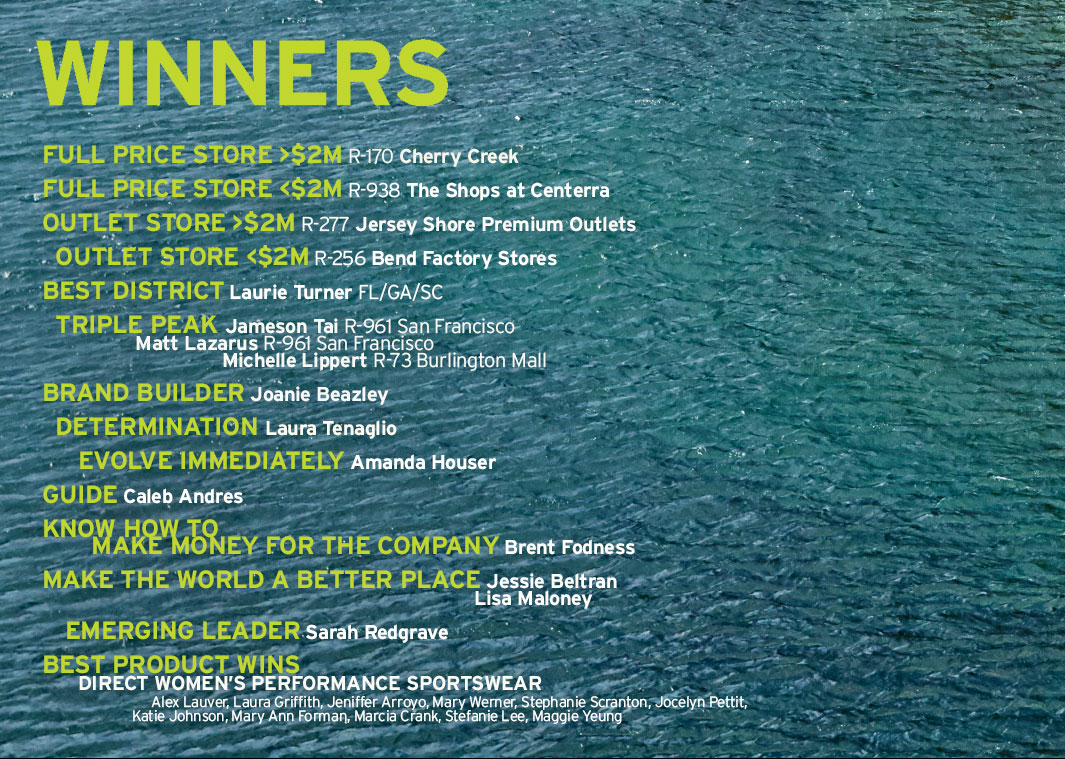 WINNERS
FULL PRICE STORE >$2M R-170 Cherry Creek
FULL PRICE STORE <$2M R-938 The Shops at Centerra
OUTLET STORE >$2M R-277 Jersey Shore Premium Outlets
OUTLET STORE <$2M R-256 Bend Factory Stores
BEST DISTRICT Laurie Turner FL/GA/SC
TRIPLE PEAK Jameson Tai R-961 San Francisco
Matt Lazarus R-961 San Francisco
Michelle Lippert R-73 Burlington Mall
BRAND BUILDER Joanie Beazley
DETERMINATION Laura Tenaglio
EVOLVE IMMEDIATELY Amanda Houser
GUIDE Caleb Andres
KNOW HOW TO
MAKE MONEY FOR THE COMPANY Brent Fodness
MAKE THE WORLD A BETTER PLACE Jessie Beltran
Lisa Maloney
EMERGING LEADER Sarah Redgrave
BEST PRODUCT WINS
DIRECT WOMEN'S PERFORMANCE SPORTSWEAR
Alex Lauver, Laura Griffith, Jeniffer Arroyo, Mary Werner, Stephanie Scranton, Jocelyn Pettit,
Katie Johnson, Mary Ann Forman, Marcia Crank, Stefanie Lee, Maggie Yeung